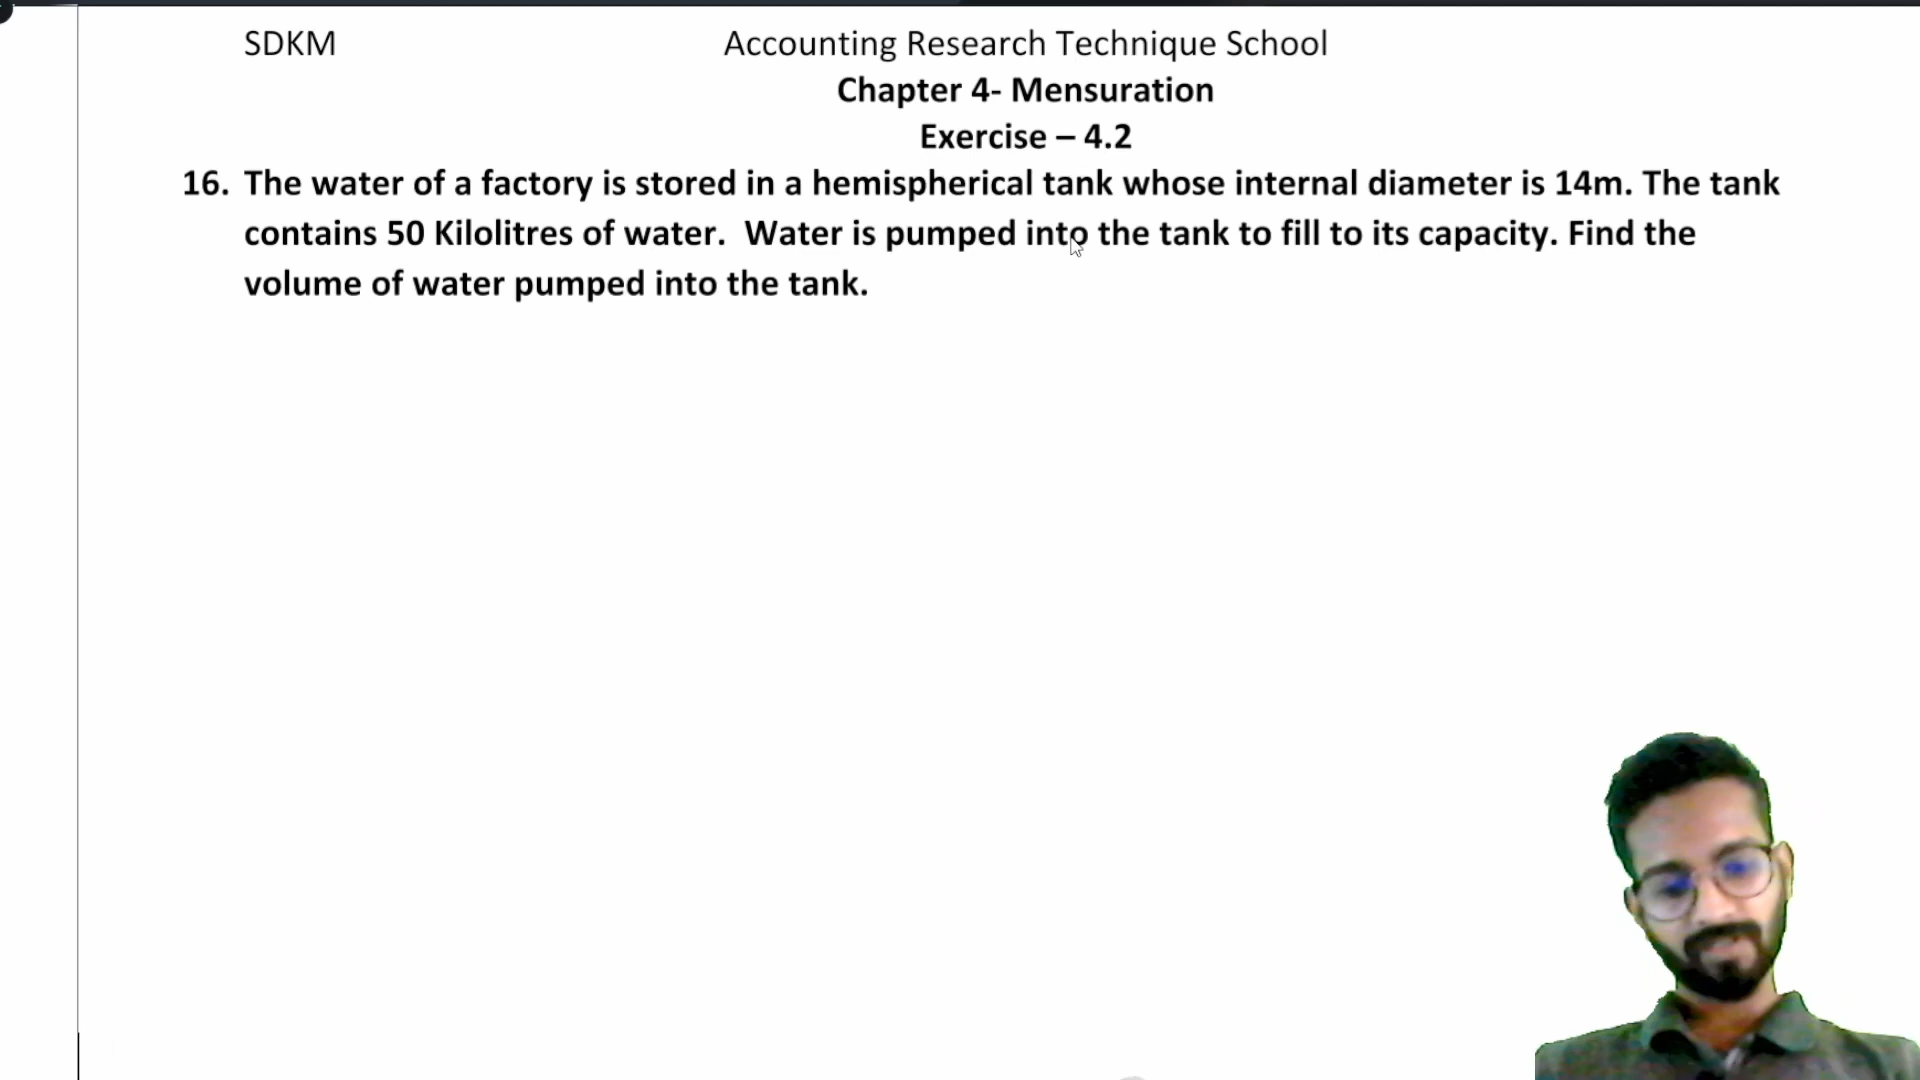 SDKM Accounting Research Technique School
Chapter 4- Mensuration
Exercise – 4.2
16. The water of a factory is stored in a hemispherical tank whose internal diameter is 14m. The tank
contains 50 Kilolitres of water.  Water is pumped into the tank to fill to its capacity. Find the
volume of water pumped into the tank.